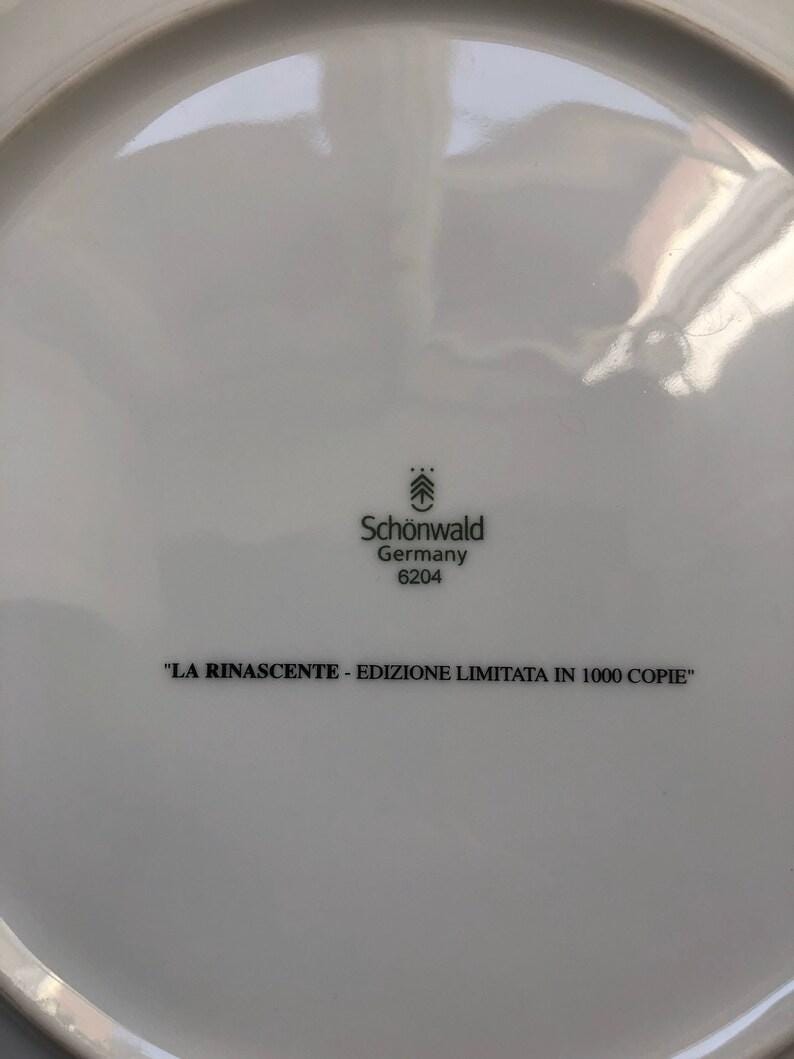 Schönwald
Germany
6204
"LA RINASCENTE - EDIZIONE LIMITATA IN 1000 COPIE"